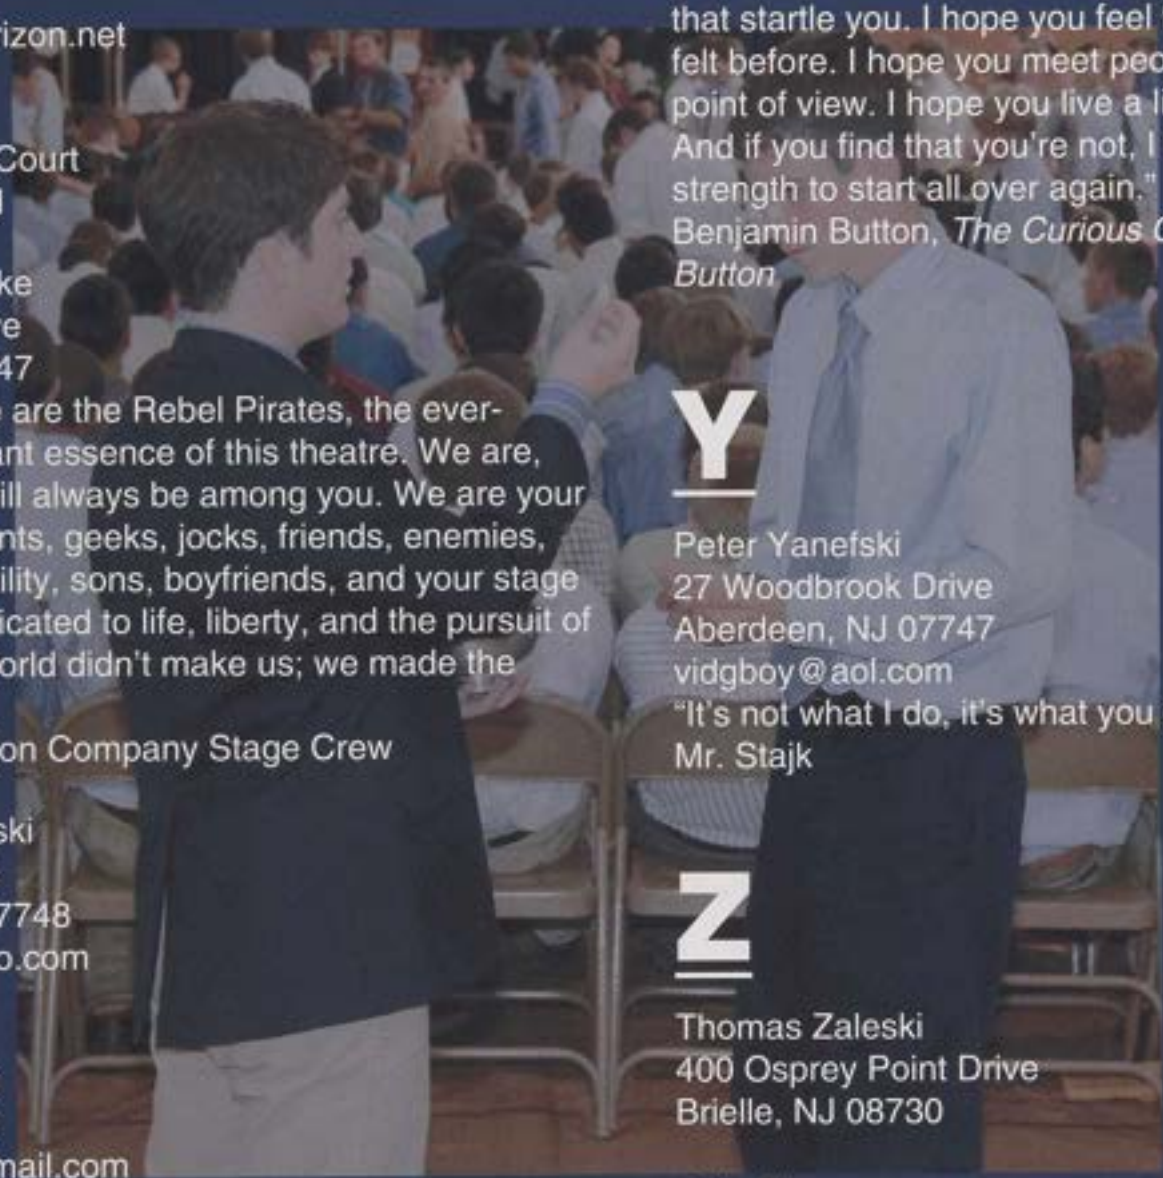 rizon.net
Court
ke
re
47
e are the Rebel Pirates, the ever-
ant essence of this theatre. We are,
ill always be among you. We are your
nts, geeks, jocks, friends, enemies,
ility, sons, boyfriends, and your stage
icated to life, liberty, and the pursuit of
orld didn't make us; we made the
on Company Stage Crew
ski
7748
o.com
mail.com
that startle you. I hope you feel
felt before. I hope you meet peo
point of view. I hope you live a li
And if you find that you're not, I
strength to start all over again."
Benjamin Button, The Curious C
Button
Y
Peter Yanefski
27 Woodbrook Drive
Aberdeen, NJ 07747
vidgboy@aol.com
“It's not what I do, it's what you
Mr. Stajk
Z
Thomas Zaleski
400 Osprey Point Drive
Brielle, NJ 08730